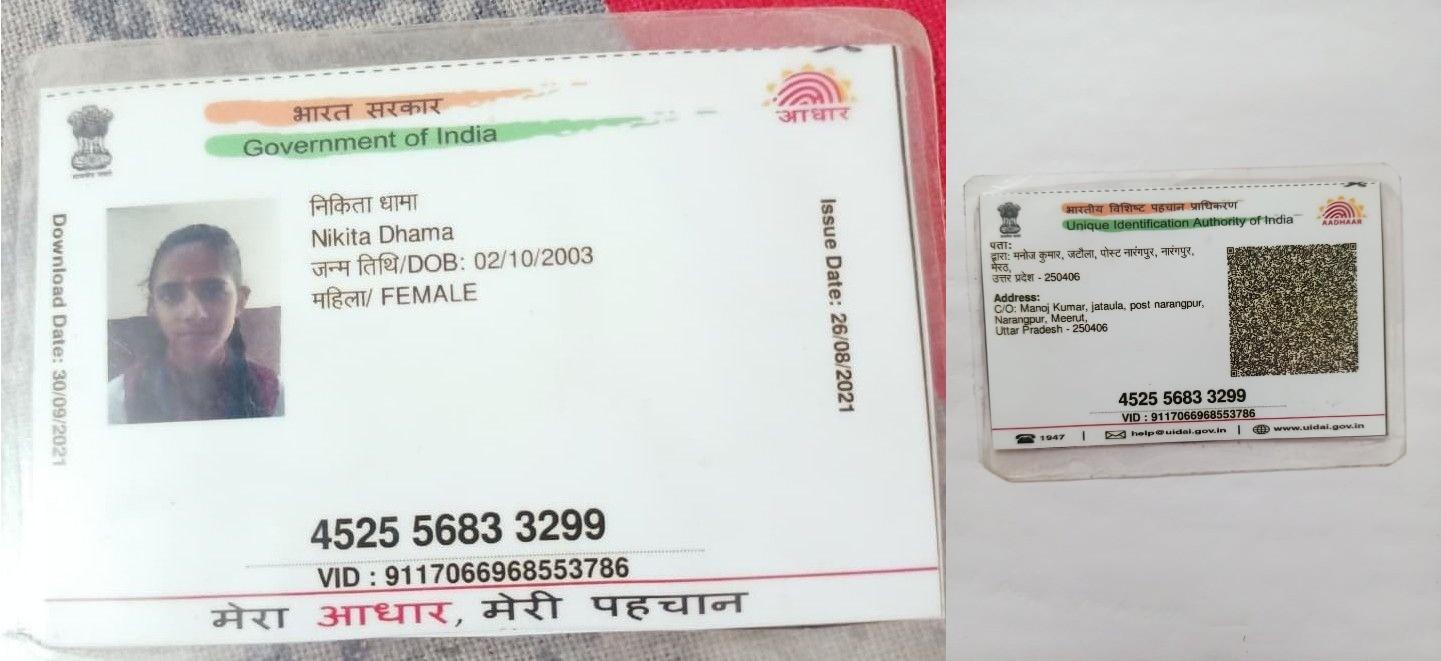 भारत सरकार
Government of India
आधार
Download Date: 30/09/2021
निकिता धामा
Nikita Dhama
जन्म तिथि/DOB: 02/10/2003
महिला/ FEMALE
Issue Date: 26/08/2021
4525 5683 3299
VID : 9117066968553786
मेरा आधार, मेरी पहचान
भारतीय विशिष्ट पहचान प्राधिकरण
Unique Identification Authority of India
AADHAAR
पता:
द्वारा: मनोज कुमार, जटौला, पोस्ट नारंगपुर, नारंगपुर,
मेरठ,
उत्तर प्रदेश - 250406
Address:
C/O: Manoj Kumar, jataula, post narangpur,
Narangpur, Meerut,
Uttar Pradesh - 250406
4525 5683 3299
VID : 9117066968553786
1947 | help@uidai.gov.in | www.uidai.gov.in